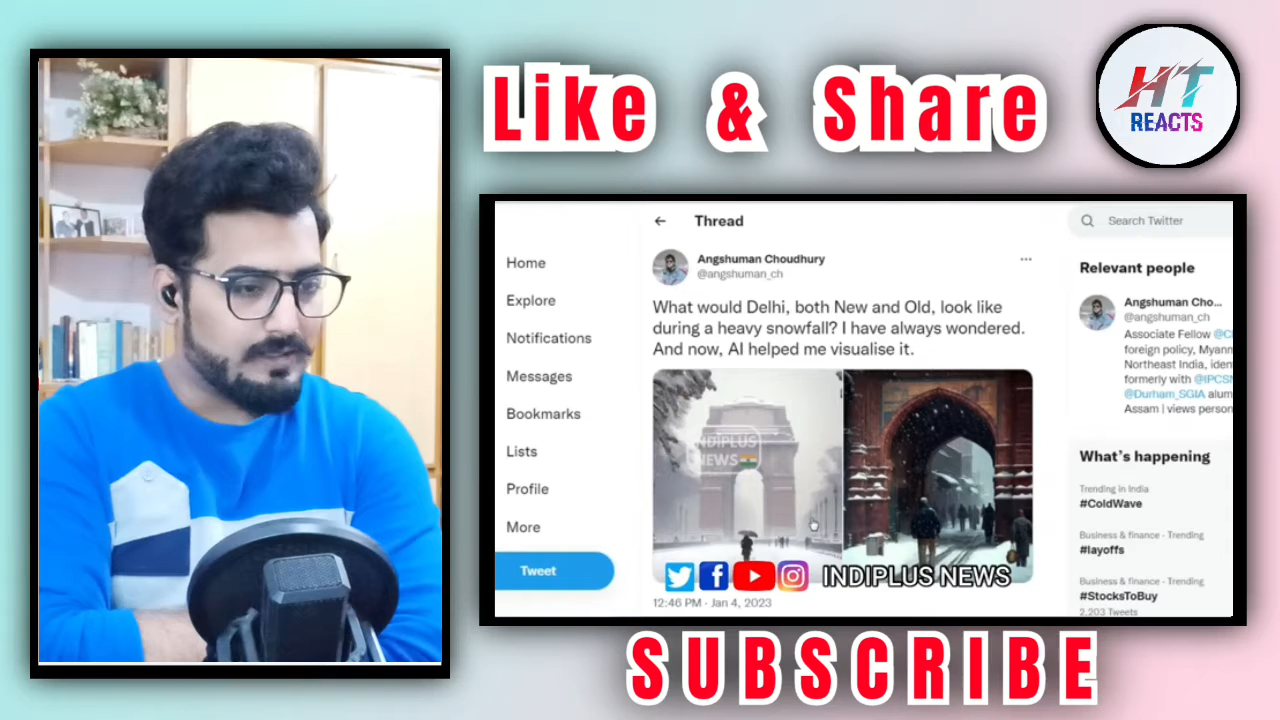 Like & Share
HT
REACTS
Thread
Search Twitter
Home
Explore
Notifications
Messages
Bookmarks
Lists
Profile
More
Tweet
Angshuman Choudhury
@angshuman_ch
What would Delhi, both New and Old, look like
during a heavy snowfall? I have always wondered.
And now, AI helped me visualise it.
INDIPLUS
NEWS
INDIPLUS NEWS
12:46 PM · Jan 4, 2023
Relevant people
Angshuman Cho...
@angshuman_ch
Associate Fellow
foreign policy,
Northeast India,
formerly with
@Durham_SGIA
Assam | views
What's happening
Trending in India
#ColdWave
Business & finance · Trending
#layoffs
Business & finance · Trending
#StocksToBuy
2,203 Tweets
SUBSCRIBE